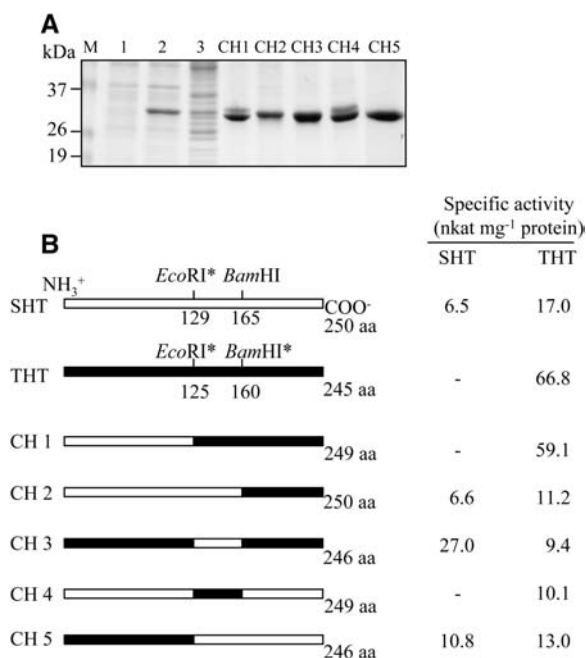 A
kDa M 1 2 3 CH1 CH2 CH3 CH4 CH5
37
26
19
Specific activity
(nkat mg-1 protein)
B
SHT THT
NH3+ EcoRI* BamHI
SHT COO- 6.5 17.0
129 165 250 aa
EcoRI* BamHI*
THT - 66.8
125 160 245 aa
CH 1 249 aa - 59.1
CH 2 250 aa 6.6 11.2
CH 3 246 aa 27.0 9.4
CH 4 249 aa - 10.1
CH 5 246 aa 10.8 13.0